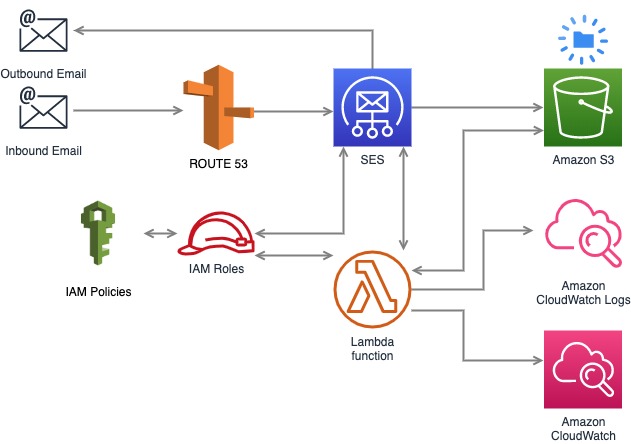 @
Outbound Email
@
Inbound Email
ROUTE 53
SES
Amazon S3
IAM Policies
IAM Roles
Lambda
function
Amazon
CloudWatch Logs
Amazon
CloudWatch